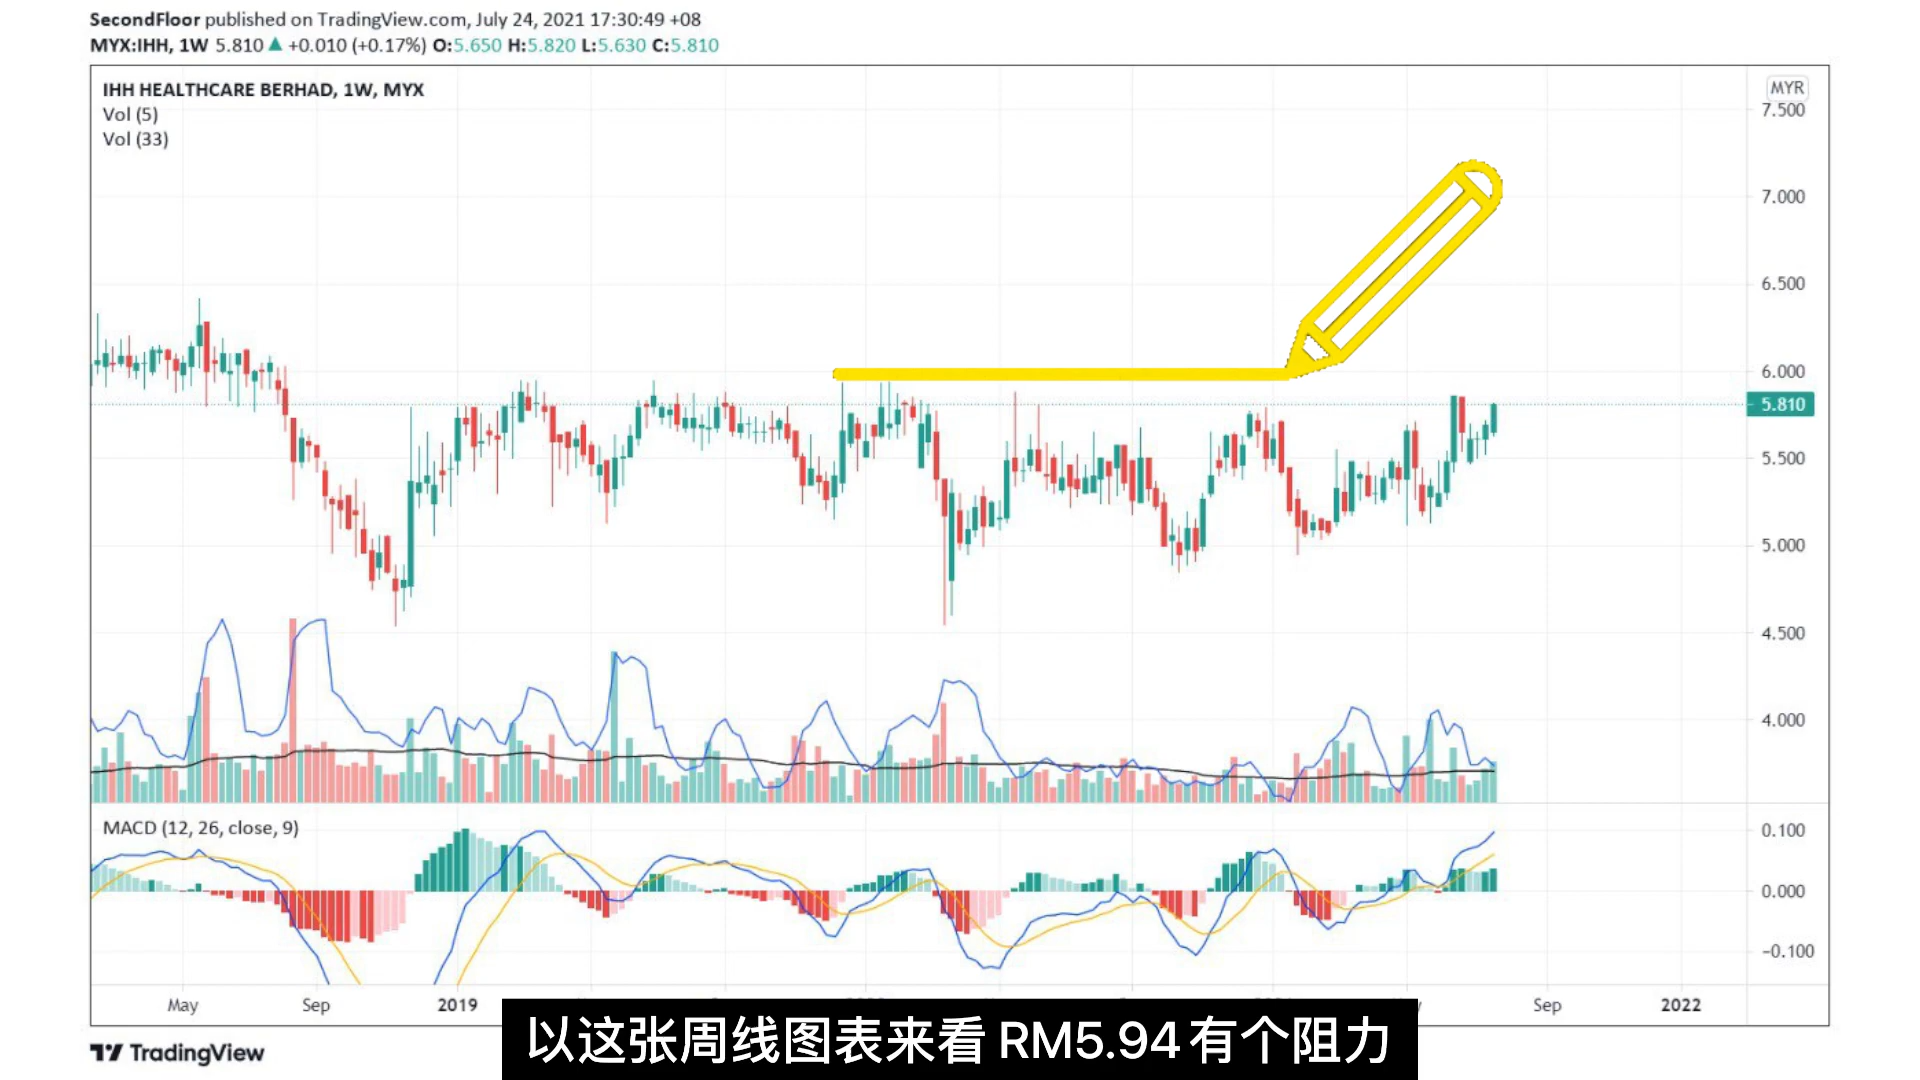 SecondFloor published on TradingView.com, July 24, 2021 17:30:49 +08
MYX:IHH, 1W 5.810 ▲ +0.010 (+0.17%) O:5.650 H:5.820 L:5.630 C:5.810
IHH HEALTHCARE BERHAD, 1W, MYX
Vol (5)
Vol (33)
MYR
7.500
7.000
6.500
6.000
5.810
5.500
5.000
4.500
4.000
MACD (12, 26, close, 9)
0.100
0.000
−0.100
May Sep 2019 Sep 2022
TradingView
以这张周线图表来看 RM5.94 有个阻力